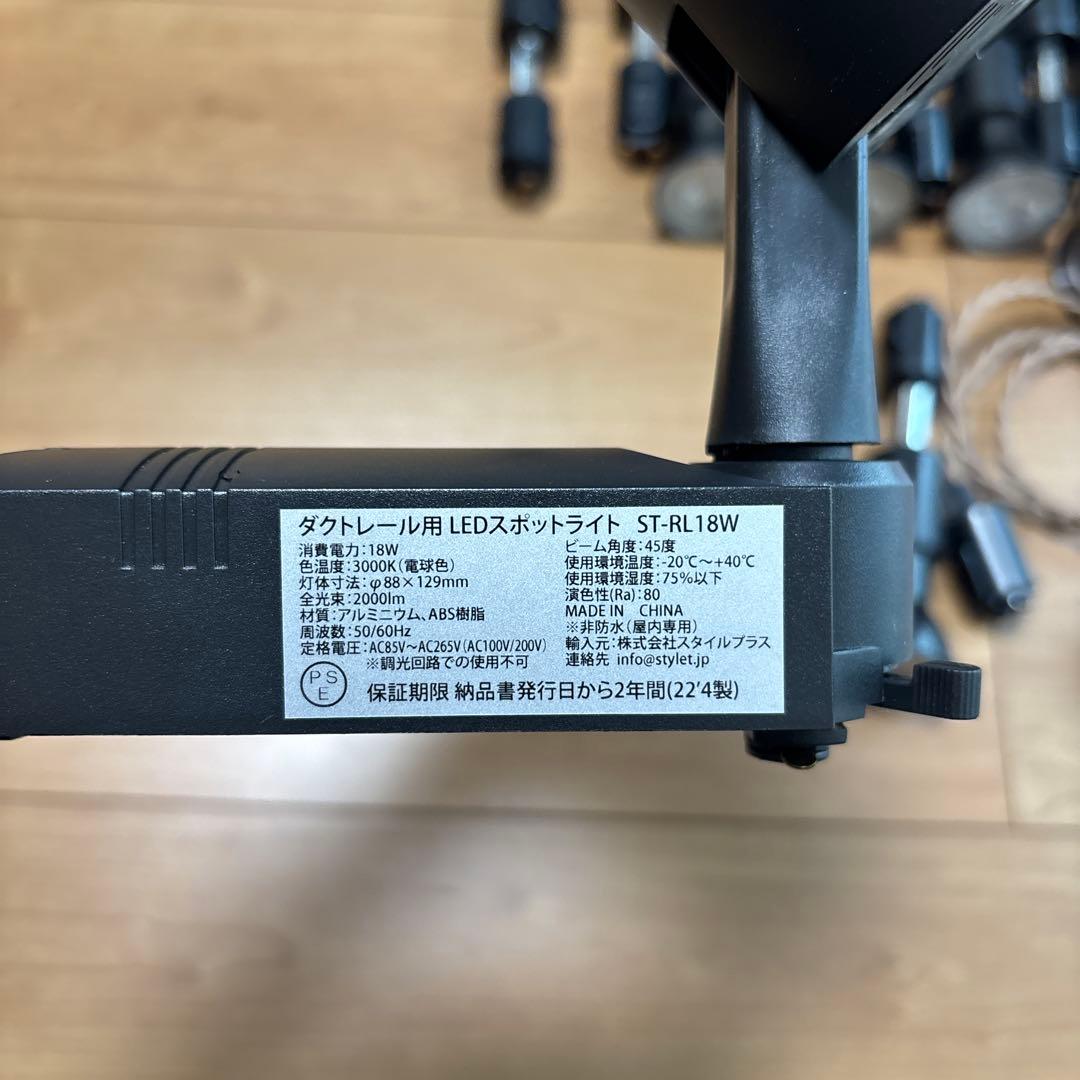 ダクトレール用 LEDスポットライト ST-RL18W
消費電力：18W
色温度：3000K（電球色）
灯体寸法：φ88×129mm
全光束：2000lm
材質：アルミニウム、ABS樹脂
周波数：50/60Hz
定格電圧：AC85V～AC265V（AC100V/200V）
※調光回路での使用不可
ビーム角度：45度
使用環境温度：-20℃～+40℃
使用環境湿度：75%以下
演色性(Ra)：80
MADE IN CHINA
※非防水（屋内専用）
輸入元：株式会社スタイルプラス
連絡先 info@stylet.jp
PS
E
保証期限 納品書発行日から2年間(22'4製)